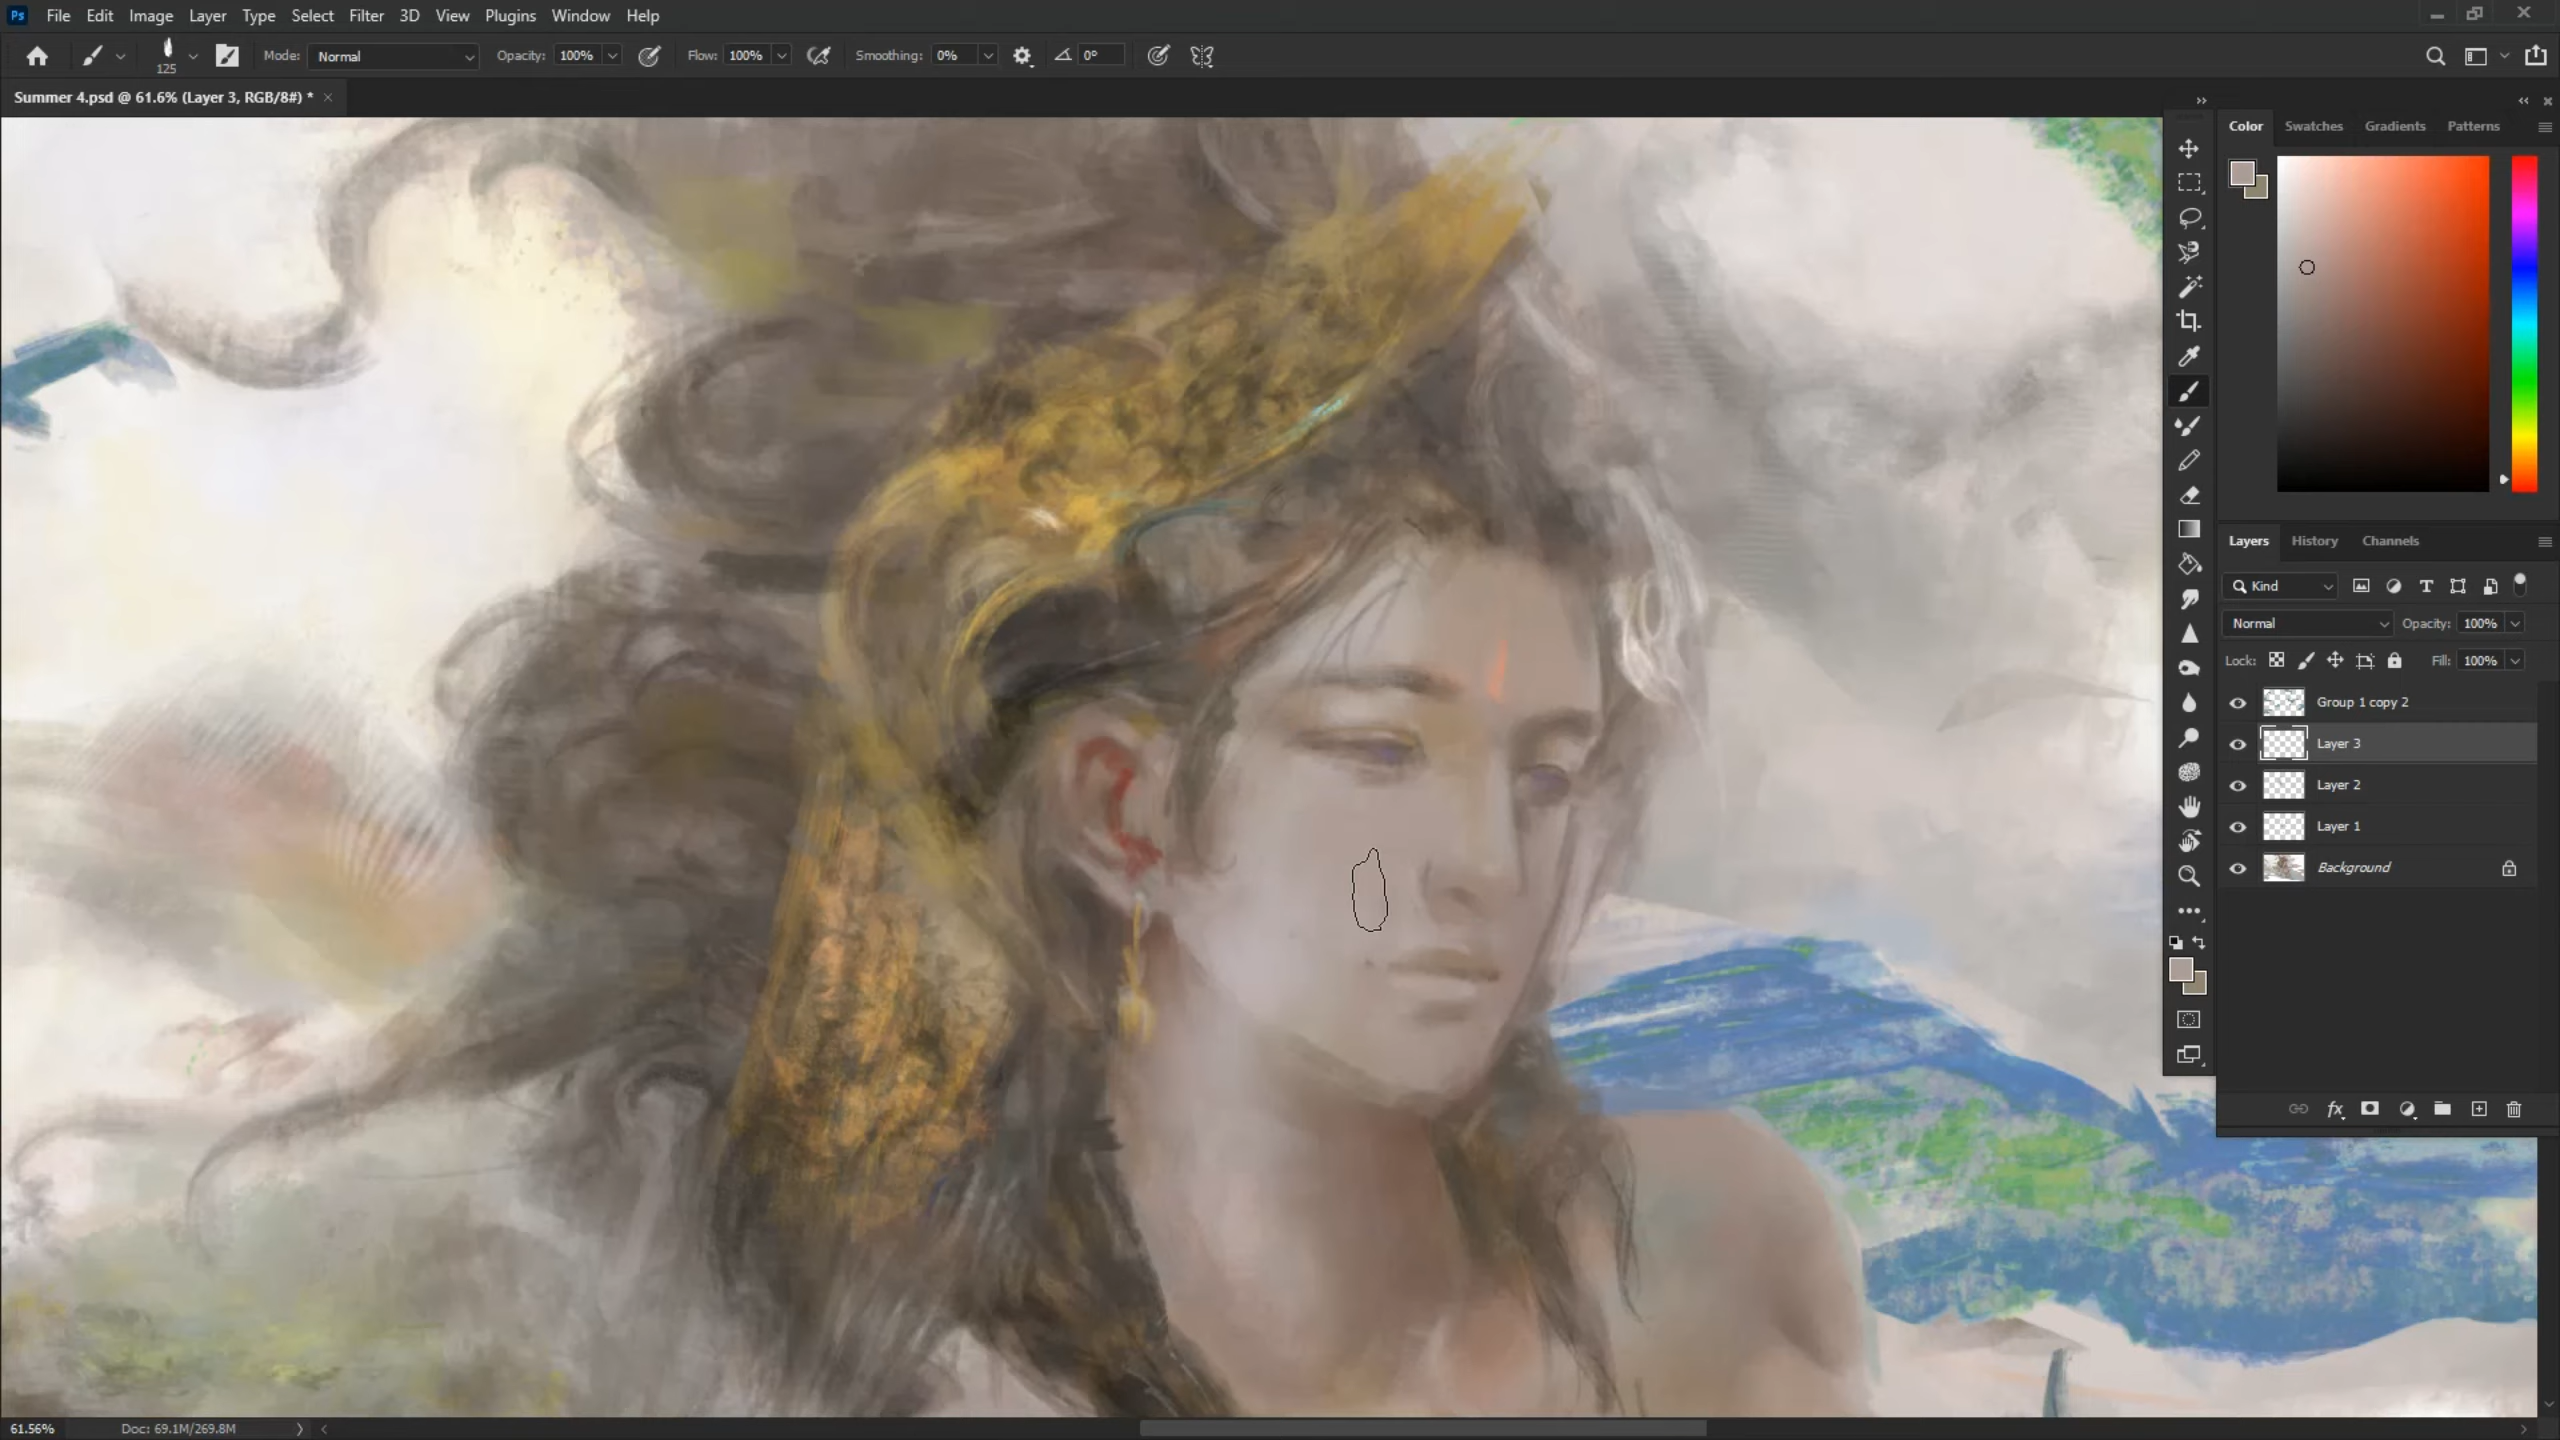 Ps File Edit Image Layer Type Select Filter 3D View Plugins Window Help
125 Mode: Normal Opacity: 100% Flow: 100% Smoothing: 0% 0°
Summer 4.psd @ 61.6% (Layer 3, RGB/8#) *
Color Swatches Gradients Patterns
Layers History Channels
Kind
Normal Opacity: 100%
Lock: Fill: 100%
Group 1 copy 2
Layer 3
Layer 2
Layer 1
Background
fx
61.56% Doc: 69.1M/269.8M